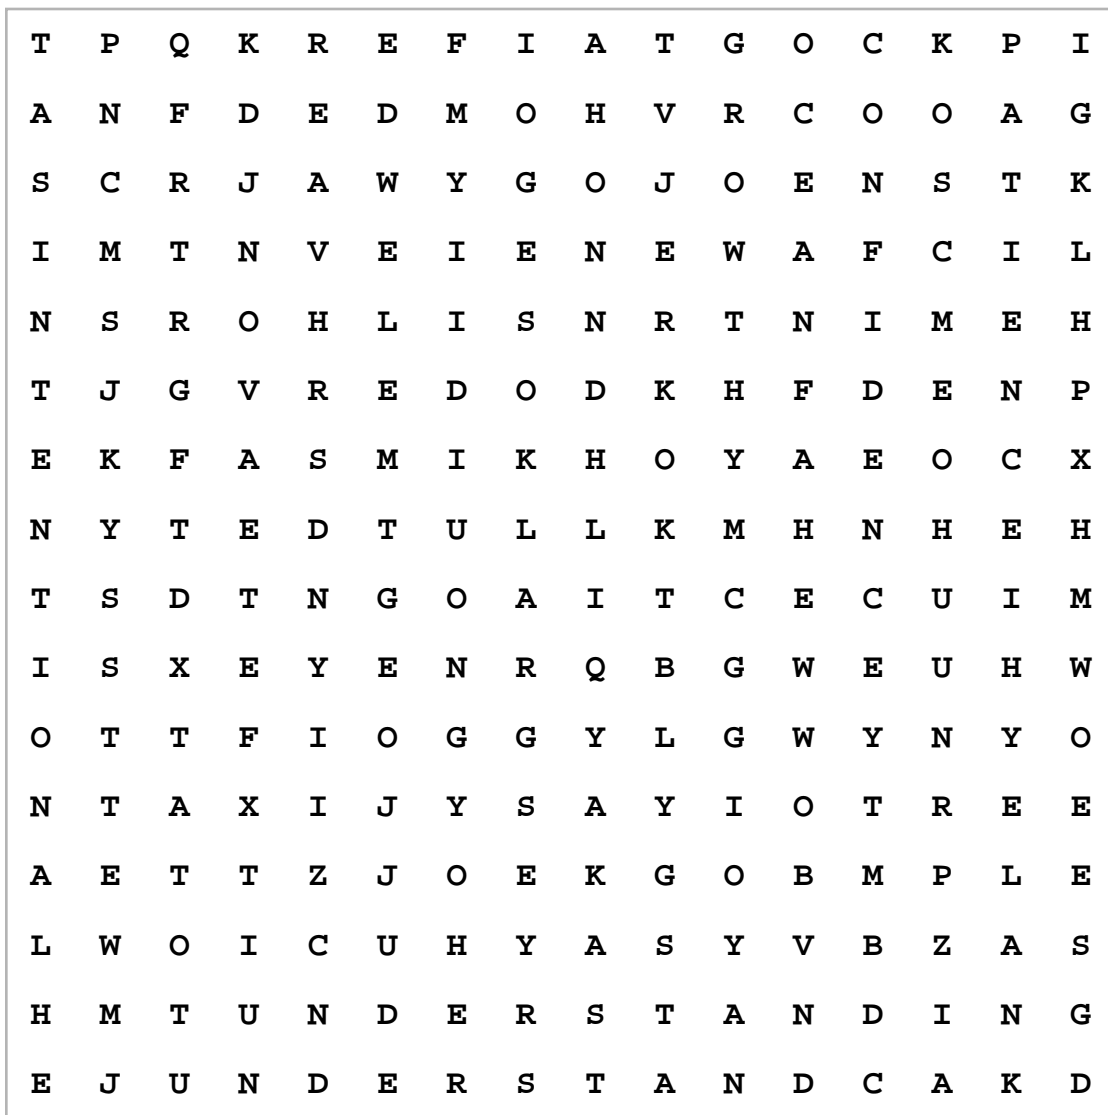 T P Q K R E F I A T G O C K P I
A N F D E D M O H V R C O O A G
S C R J A W Y G O J O E N S T K
I M T N V E I E N E W A F C I L
N S R O H L I S N R T N I M E H
T J G V R E D O D K H F D E N P
E K F A S M I K H O Y A E O C X
N Y T E D T U L L K M H N H E H
T S D T N G O A I T C E C U I M
I S X E Y E N R Q B G W E U H W
O T T F I O G G Y L G W Y N Y O
N T A X I J Y S A Y I O T R E E
A E T T Z J O E K G O B M P L E
L W O I C U H Y A S Y V B Z A S
H M T U N D E R S T A N D I N G
E J U N D E R S T A N D C A K D